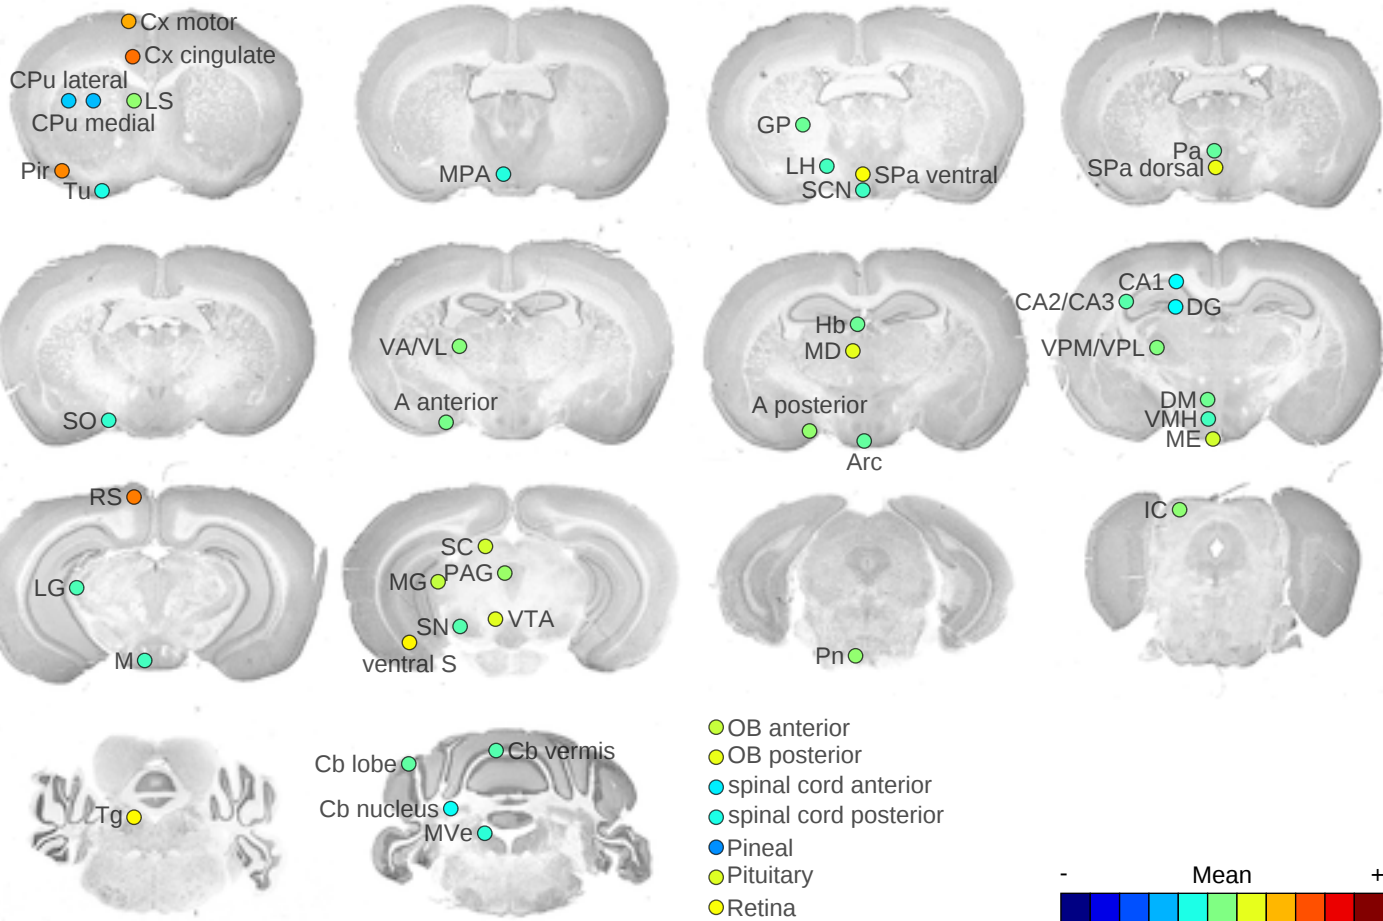 Cx motor
Cx cingulate
CPu lateral
LS
CPu medial
Pir
Tu
MPA
GP
LH
SPa ventral
SCN
Pa
SPa dorsal
SO
VA/VL
A anterior
Hb
MD
A posterior
Arc
CA1
CA2/CA3
DG
VPM/VPL
DM
VMH
ME
RS
LG
M
SC
MG
PAG
SN
VTA
ventral S
Pn
IC
Tg
Cb lobe
Cb vermis
Cb nucleus
MVe
OB anterior
OB posterior
spinal cord anterior
spinal cord posterior
Pineal
Pituitary
Retina
- Mean +